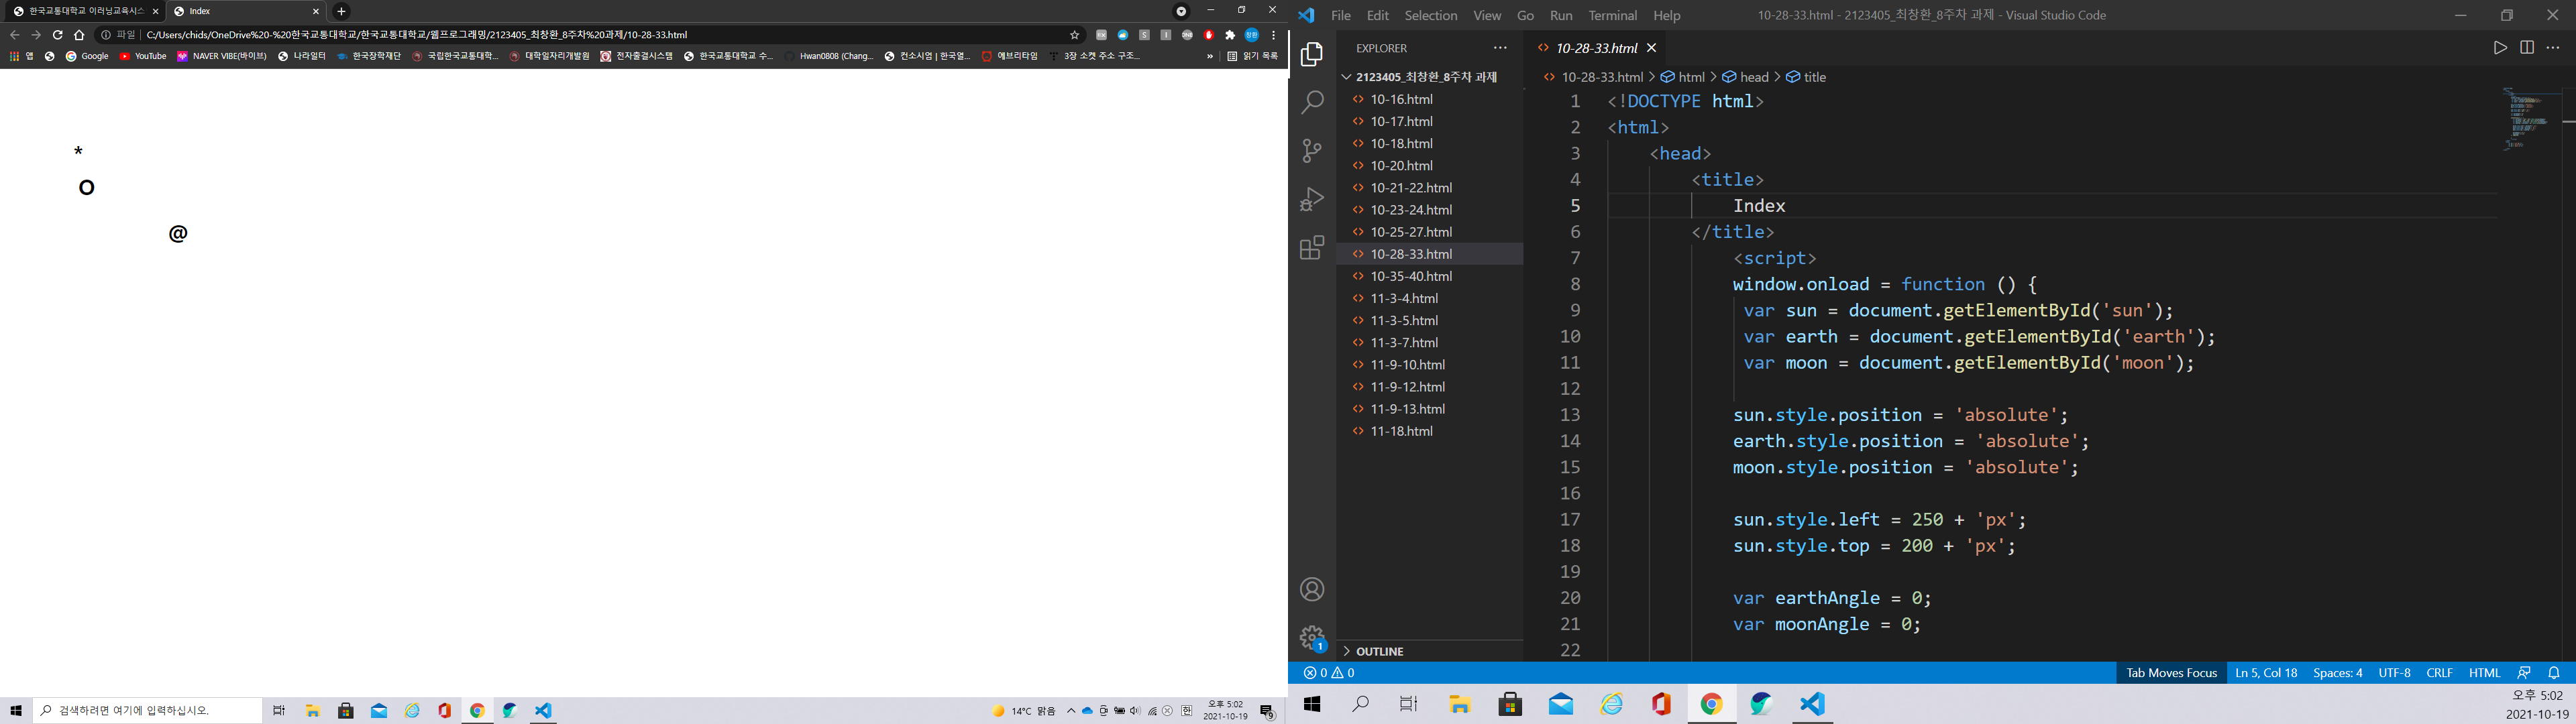 한국교통대학교 이러닝교육시스
Index
파일
C:/Users/chids/OneDrive%20-%20한국교통대학교/한국교통대학교/웹프로그래밍/2123405_최창환_8주차%20과제/10-28-33.html
앱
Google
YouTube
NAVER VIBE(바이브)
나라일터
한국장학재단
국립한국교통대학...
대학일자리개발원
전자출결시스템
한국교통대학교 수...
Hwan0808 (Chang...
컨소시엄 | 한국열...
에브리타임
3장 소켓 주소 구조...
»
읽기 목록
*
O
@
검색하려면 여기에 입력하십시오.
14°C 맑음
오후 5:02
2021-10-19
File Edit Selection View Go Run Terminal Help
10-28-33.html - 2123405_최창환_8주차 과제 - Visual Studio Code
EXPLORER
2123405_최창환_8주차 과제
10-16.html
10-17.html
10-18.html
10-20.html
10-21-22.html
10-23-24.html
10-25-27.html
10-28-33.html
10-35-40.html
11-3-4.html
11-3-5.html
11-3-7.html
11-9-10.html
11-9-12.html
11-9-13.html
11-18.html
OUTLINE
10-28-33.html
10-28-33.html > html > head > title
1 <!DOCTYPE html>
2 <html>
3 <head>
4 <title>
5 Index
6 </title>
7 <script>
8 window.onload = function () {
9 var sun = document.getElementById('sun');
10 var earth = document.getElementById('earth');
11 var moon = document.getElementById('moon');
12
13 sun.style.position = 'absolute';
14 earth.style.position = 'absolute';
15 moon.style.position = 'absolute';
16
17 sun.style.left = 250 + 'px';
18 sun.style.top = 200 + 'px';
19
20 var earthAngle = 0;
21 var moonAngle = 0;
22
0 0
Tab Moves Focus Ln 5, Col 18 Spaces: 4 UTF-8 CRLF HTML
오후 5:02
2021-10-19